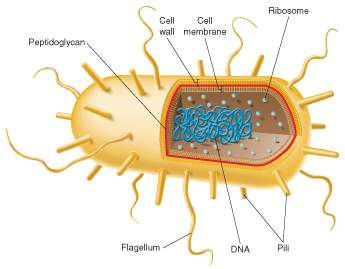 Ribosome
Cell
wall
Cell
membrane
Peptidoglycan
Flagellum
DNA
Pili